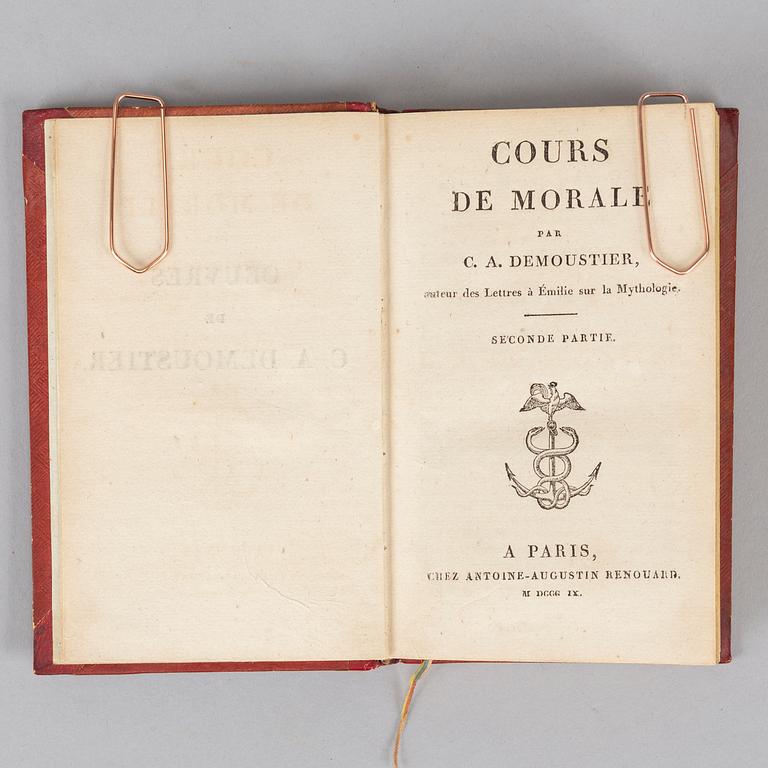 COURS
DE MORALE
PAR
C. A. DEMOUSTIER,
auteur des Lettres à Émilie sur la Mythologie.
SECONDE PARTIE.
A PARIS,
CHEZ ANTOINE-AUGUSTIN RENOUARD.
M DCCC IX.